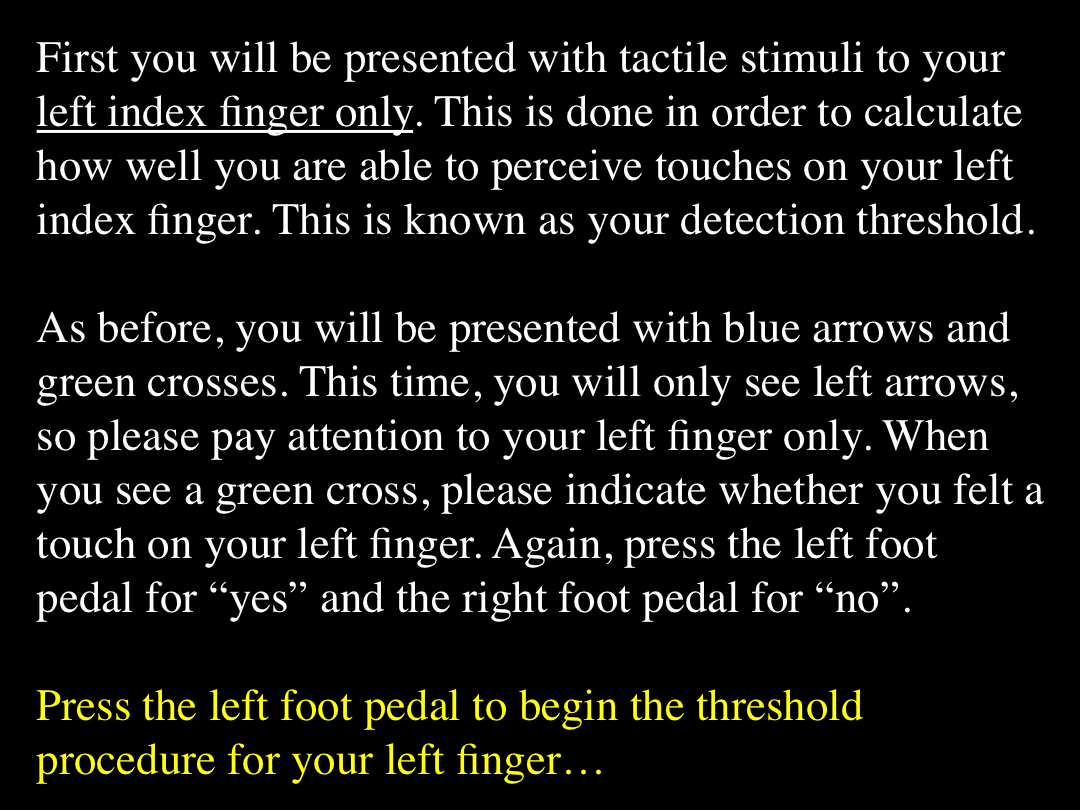 First you will be presented with tactile stimuli to your
left index finger only. This is done in order to calculate
how well you are able to perceive touches on your left
index finger. This is known as your detection threshold.
As before, you will be presented with blue arrows and
green crosses. This time, you will only see left arrows,
so please pay attention to your left finger only. When
you see a green cross, please indicate whether you felt a
touch on your left finger. Again, press the left foot
pedal for “yes” and the right foot pedal for “no”.
Press the left foot pedal to begin the threshold
procedure for your left finger…